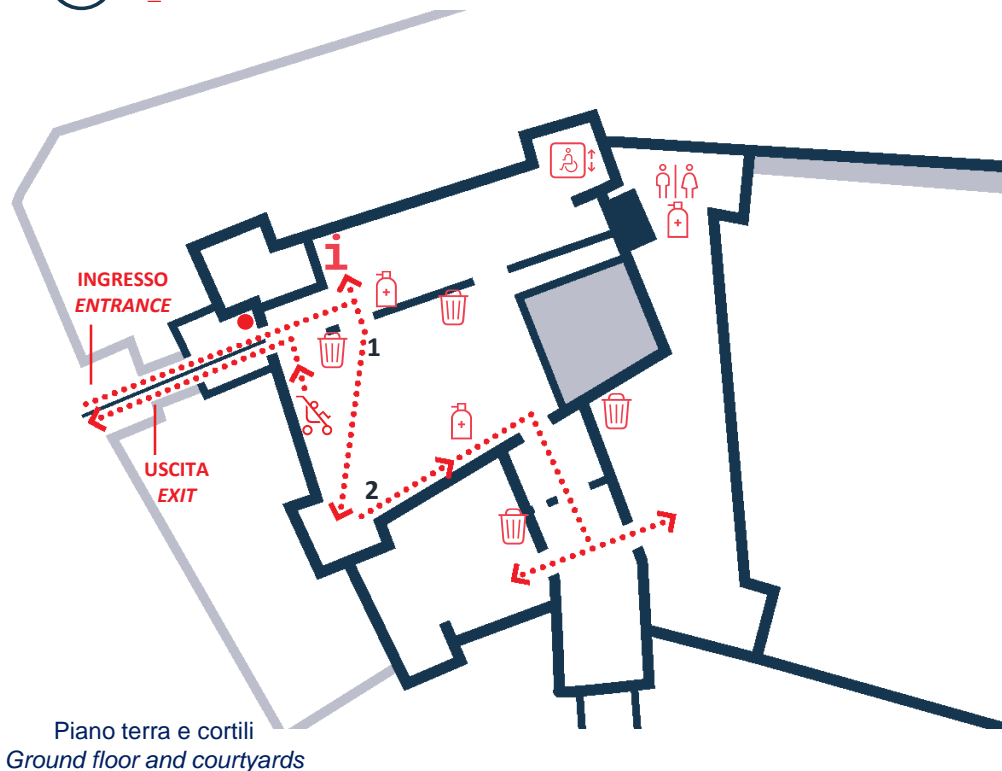 i
INGRESSO
ENTRANCE
1
2
USCITA
EXIT
Piano terra e cortili
Ground floor and courtyards